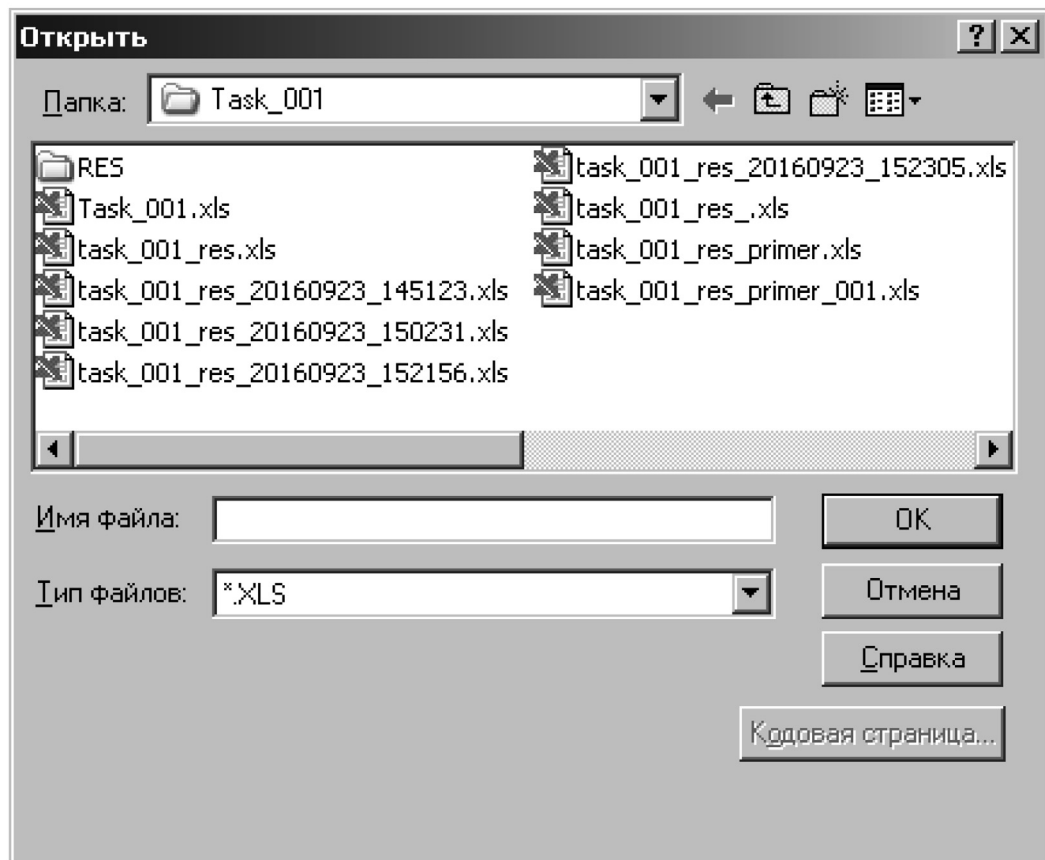 Открыть
Папка: Task_001
RES
Task_001.xls
task_001_res.xls
task_001_res_20160923_145123.xls
task_001_res_20160923_150231.xls
task_001_res_20160923_152156.xls
task_001_res_20160923_152305.xls
task_001_res_.xls
task_001_res_primer.xls
task_001_res_primer_001.xls
Имя файла:
OK
Тип файлов: *.XLS
Отмена
Справка
Кодовая страница...